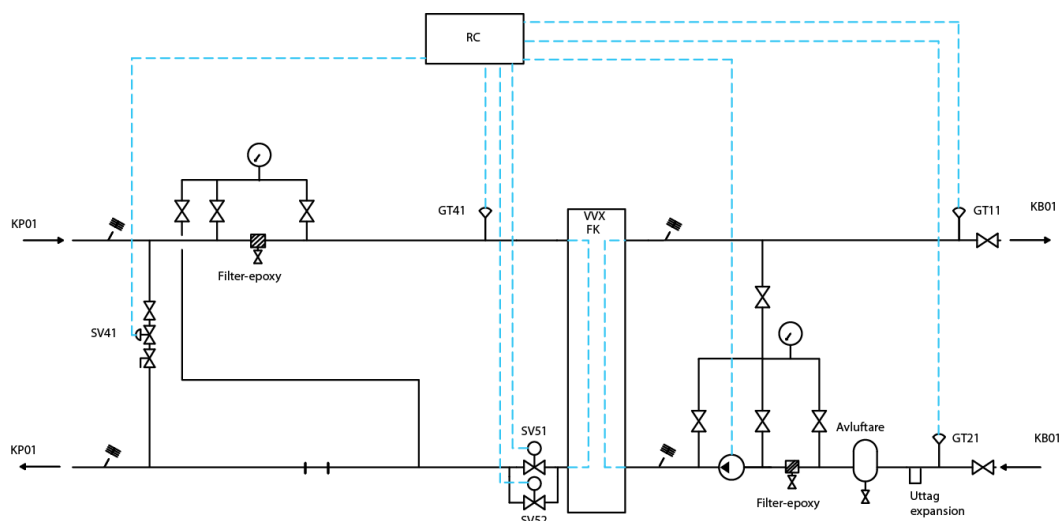 RC
GT41
VVX
FK
GT11
KB01
KP01
Filter-epoxy
SV41
SV51
Avluftare
KP01
GT21
KB01
SV52
Filter-epoxy
Uttag
expansion